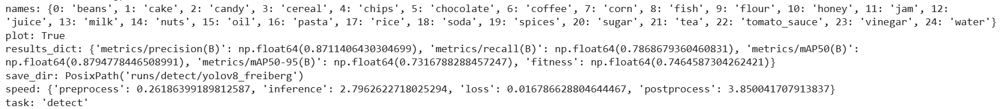 names: {0: 'beans', 1: 'cake', 2: 'candy', 3: 'cereal', 4: 'chips', 5: 'chocolate', 6: 'coffee', 7: 'corn', 8: 'fish', 9: 'flour', 10: 'honey', 11: 'jam', 12:
'juice', 13: 'milk', 14: 'nuts', 15: 'oil', 16: 'pasta', 17: 'rice', 18: 'soda', 19: 'spices', 20: 'sugar', 21: 'tea', 22: 'tomato_sauce', 23: 'vinegar', 24: 'water'}
plot: True
results_dict: {'metrics/precision(B)': np.float64(0.8711406430304699), 'metrics/recall(B)': np.float64(0.7868679360460831), 'metrics/mAP50(B)':
np.float64(0.8794778446508991), 'metrics/mAP50-95(B)': np.float64(0.7316788288457247), 'fitness': np.float64(0.7464587304262421)}
save_dir: PosixPath('runs/detect/yolov8_freiberg')
speed: {'preprocess': 0.26186399189812587, 'inference': 2.7962622718025294, 'loss': 0.016786628804644467, 'postprocess': 3.850041707913837}
task: 'detect'